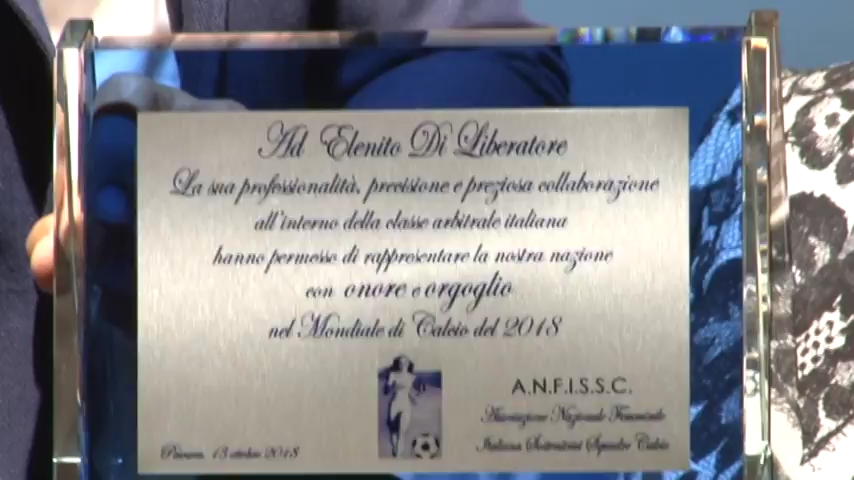 Ad Elenito Di Liberatore
La sua professionalità, precisione e preziosa collaborazione
all'interno della classe arbitrale italiana
hanno permesso di rappresentare la nostra nazione
con onore e orgoglio
nel Mondiale di Calcio del 2018
A.N.F.I.S.S.C.
Associazione Nazionale Femminile
Italiana Sostenitrici Squadre Calcio
13 ottobre 2018